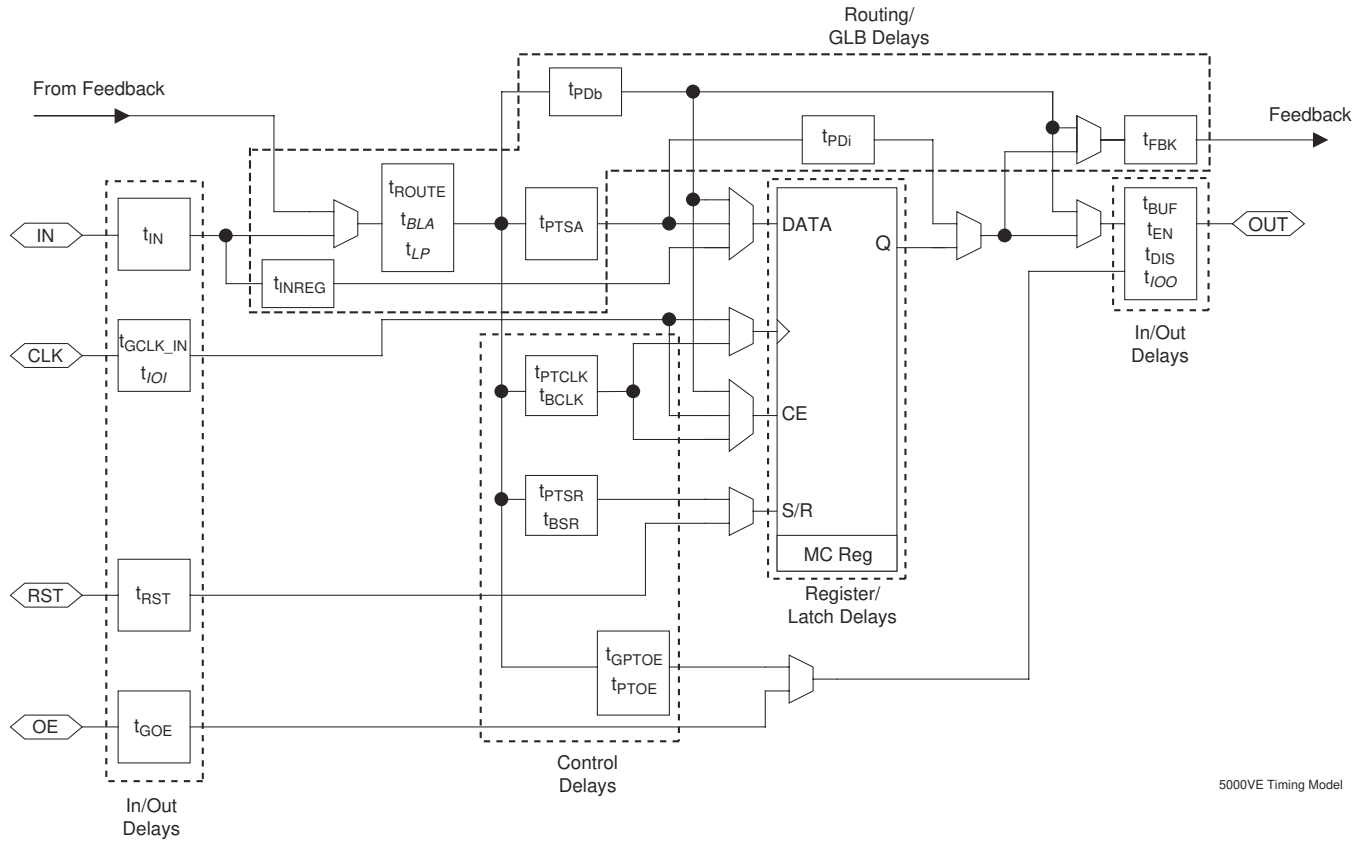 Routing/
GLB Delays
From Feedback
tPDb
Feedback
tPDi
tFBK
tROUTE
tBLA
tLP
tPTSA
DATA
tBUF
tEN
tDIS
tIOO
IN
tIN
Q
OUT
tINREG
CLK
tGCLK_IN
tIOI
In/Out
Delays
tPTCLK
tBCLK
CE
tPTSR
tBSR
S/R
MC Reg
RST
tRST
Register/
Latch Delays
tGPTOE
tPTOE
OE
tGOE
Control
Delays
In/Out
Delays
5000VE Timing Model